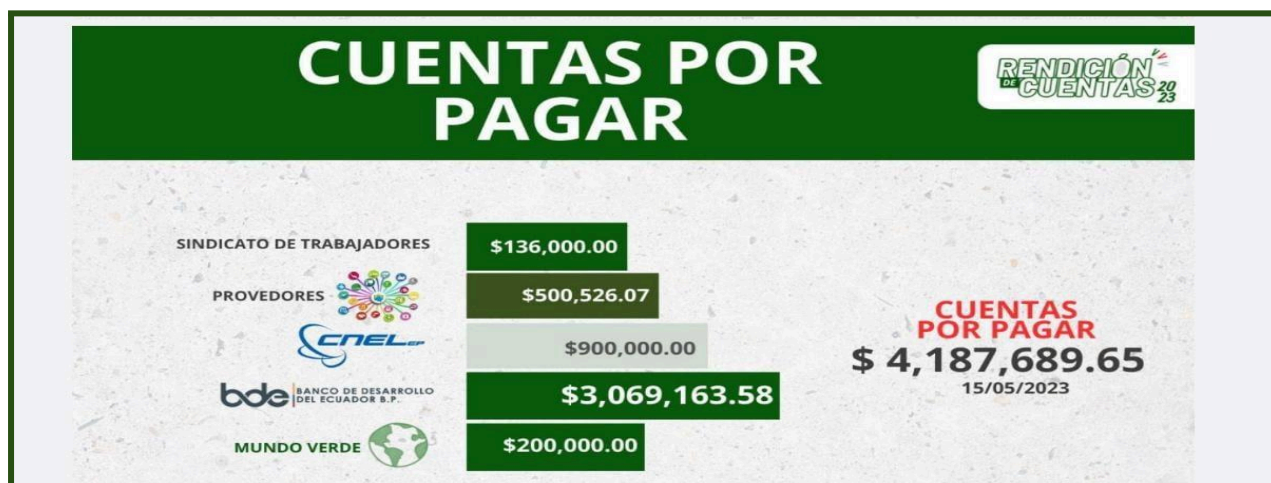 CUENTAS POR
PAGAR
RENDICIÓN
DE CUENTAS 20
23
SINDICATO DE TRABAJADORES
$136,000.00
PROVEDORES
$500,526.07
CNEL EP
$900,000.00
bde BANCO DE DESARROLLO
DEL ECUADOR B.P.
$3,069,163.58
MUNDO VERDE
$200,000.00
CUENTAS
POR PAGAR
$ 4,187,689.65
15/05/2023